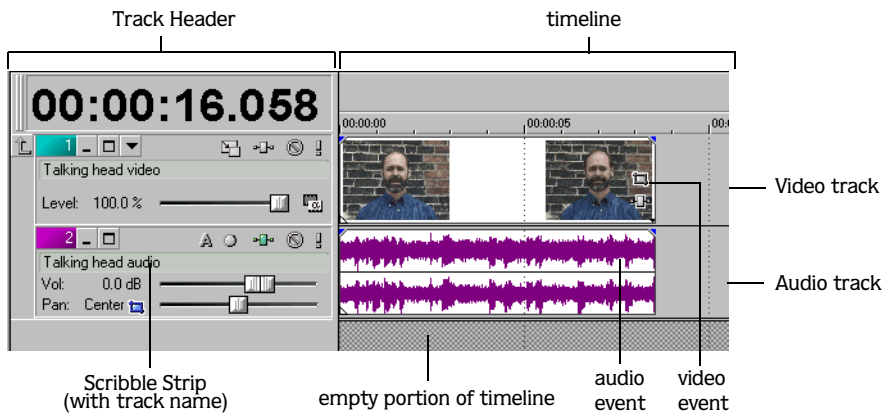 Track Header
timeline
00:00:16.058
00:00:00
00:00:05
1
Talking head video
Level: 100.0 %
Video track
2
A
Talking head audio
Vol: 0.0 dB
Pan: Center
Audio track
Scribble Strip
(with track name)
empty portion of timeline
audio
event
video
event